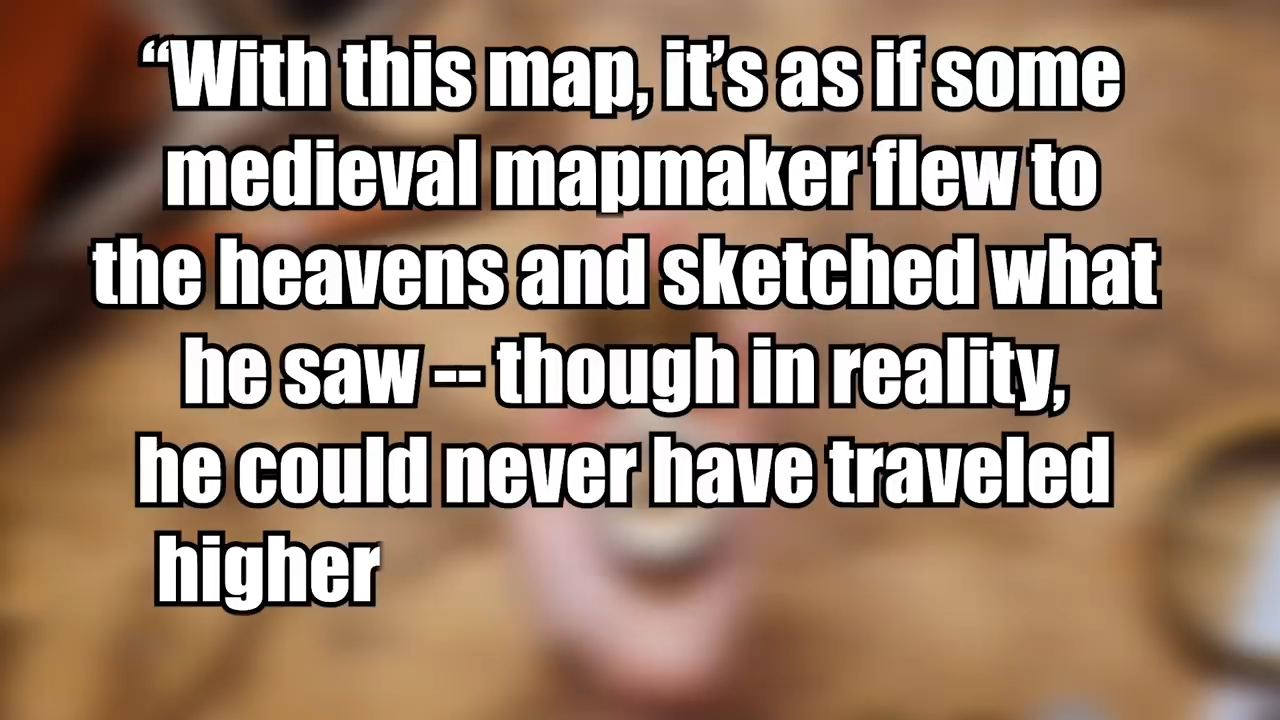 “With this map, it’s as if some
medieval mapmaker flew to
the heavens and sketched what
he saw -- though in reality,
he could never have traveled
higher